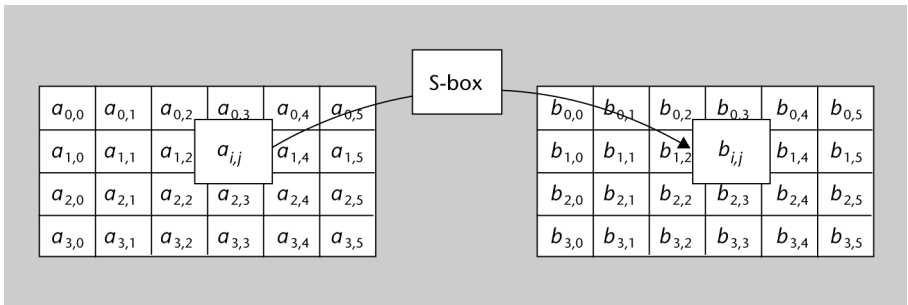 S-box
a0,0 a0,1 a0,2 a0,3 a0,4 a0,5
b0,0 b0,1 b0,2 b0,3 b0,4 b0,5
a1,0 a1,1 a1,2 ai,j a1,4 a1,5
b1,0 b1,1 b1,2 bi,j b1,4 b1,5
a2,0 a2,1 a2,2 a2,3 a2,4 a2,5
b2,0 b2,1 b2,2 b2,3 b2,4 b2,5
a3,0 a3,1 a3,2 a3,3 a3,4 a3,5
b3,0 b3,1 b3,2 b3,3 b3,4 b3,5